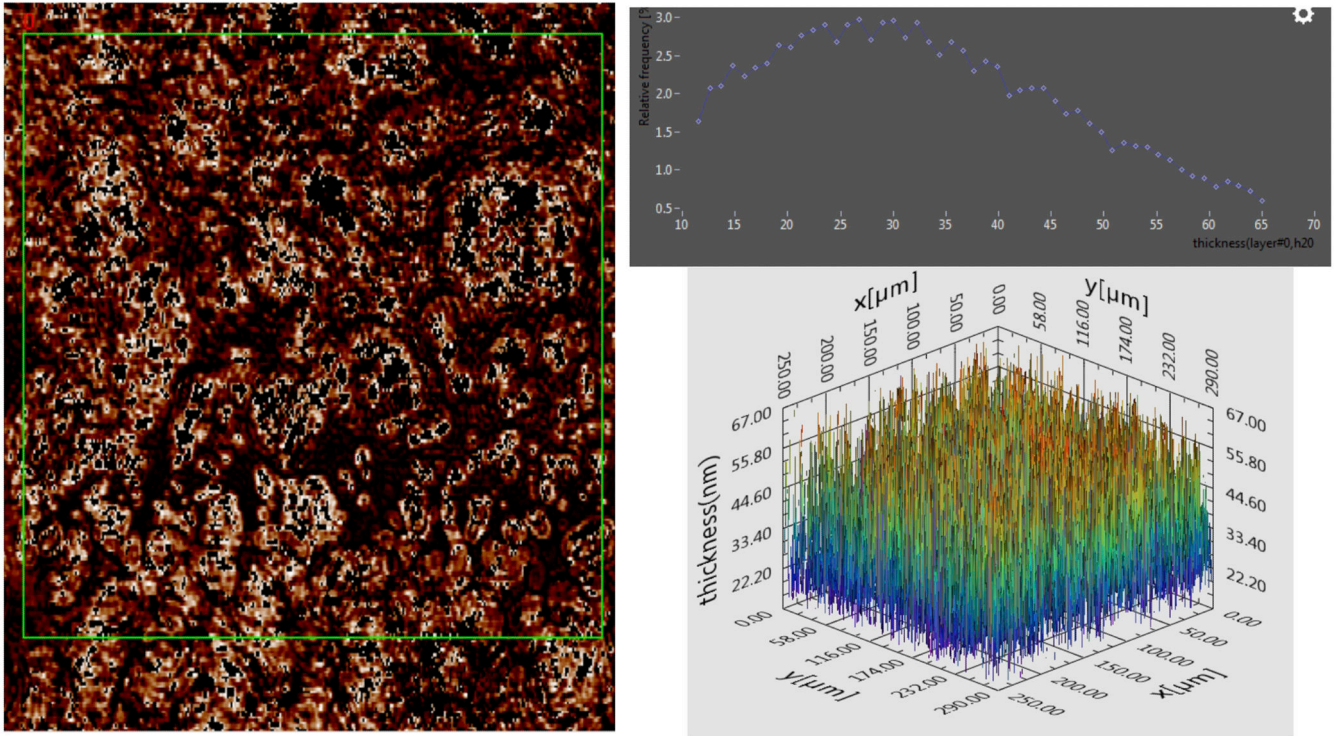 Relative frequency [%
3.0
2.5
2.0
1.5
1.0
0.5
10 15 20 25 30 35 40 45 50 55 60 65 70
thickness(layer#0,h20
x[μm] y[μm]
250.00 200.00 150.00 100.00 50.00 0.00 58.00 116.00 174.00 232.00 290.00
67.00 67.00
55.80 55.80
44.60 44.60
33.40 33.40
22.20 22.20
thickness(nm)
0.00 58.00 116.00 174.00 232.00 290.00
250.00 200.00 150.00 100.00 50.00 0.00
y[μm] x[μm]